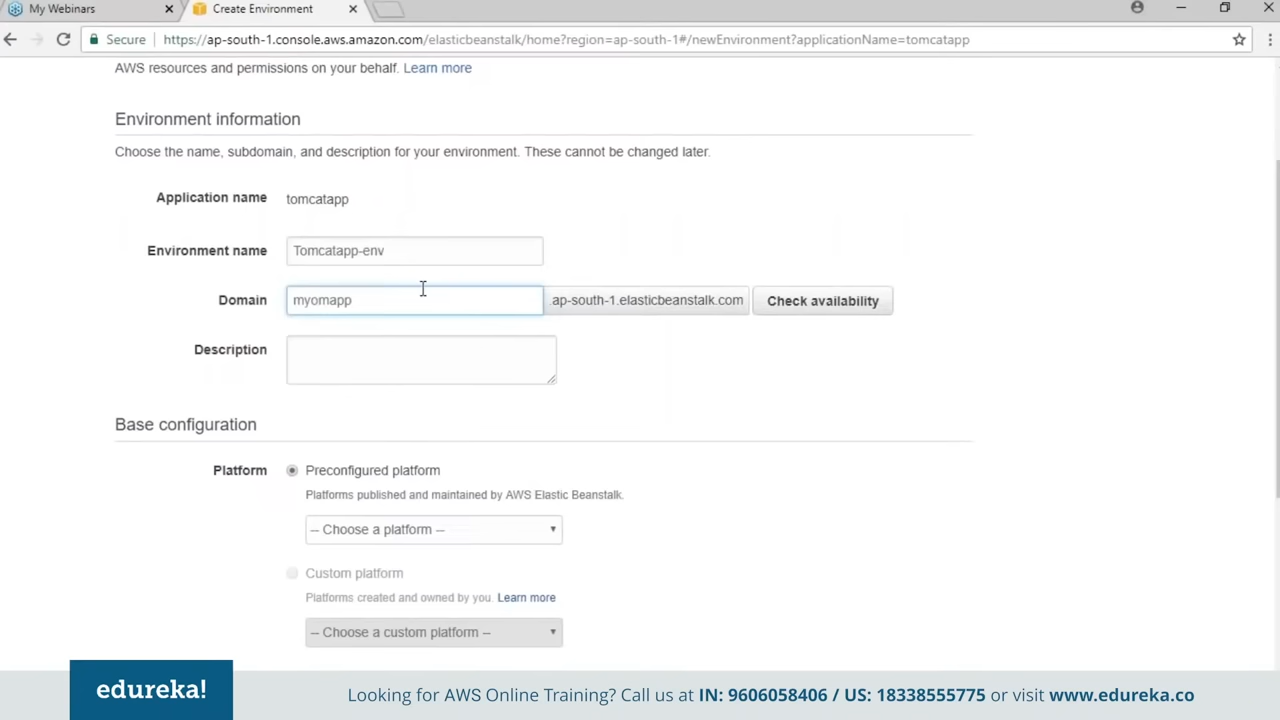 My Webinars
Create Environment
Secure
https://ap-south-1.console.aws.amazon.com/elasticbeanstalk/home?region=ap-south-1#/newEnvironment?applicationName=tomcatapp
AWS resources and permissions on your behalf. Learn more
Environment information
Choose the name, subdomain, and description for your environment. These cannot be changed later.
Application name tomcatapp
Environment name Tomcatapp-env
Domain myomapp .ap-south-1.elasticbeanstalk.com Check availability
Description
Base configuration
Platform Preconfigured platform
Platforms published and maintained by AWS Elastic Beanstalk.
-- Choose a platform --
Custom platform
Platforms created and owned by you. Learn more
-- Choose a custom platform --
edureka!
Looking for AWS Online Training? Call us at IN: 9606058406 / US: 18338555775 or visit www.edureka.co